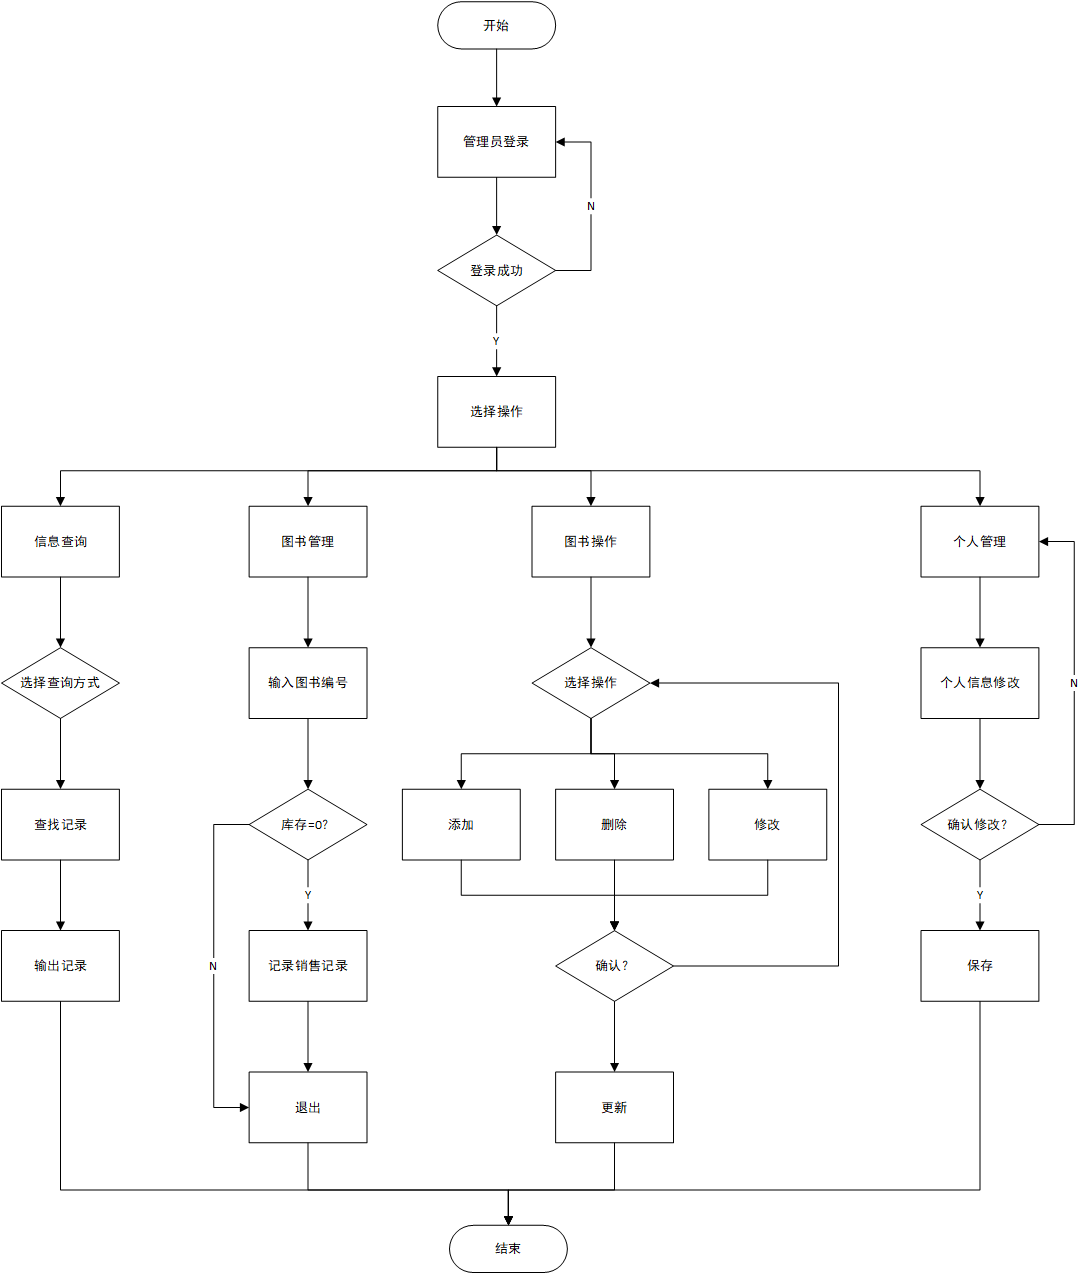 开始
管理员登录
N
登录成功
Y
选择操作
信息查询
图书管理
图书操作
个人管理
选择查询方式
输入图书编号
选择操作
个人信息修改
N
查找记录
库存=0?
添加
删除
修改
确认修改?
Y
Y
输出记录
N
记录销售记录
确认?
保存
退出
更新
结束